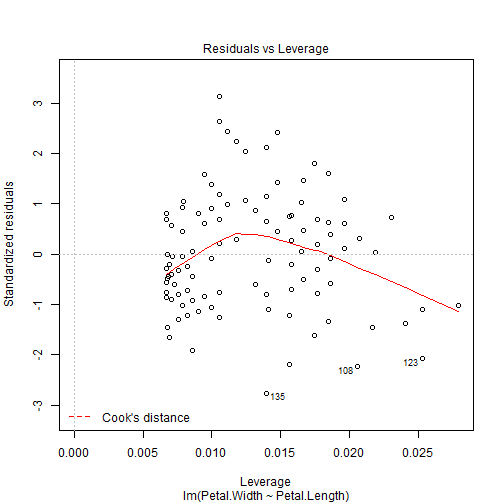 Residuals vs Leverage
Standardized residuals
3
2
1
0
-1
-2
-3
108
123
135
Cook's distance
0.000 0.005 0.010 0.015 0.020 0.025
Leverage
lm(Petal.Width ~ Petal.Length)